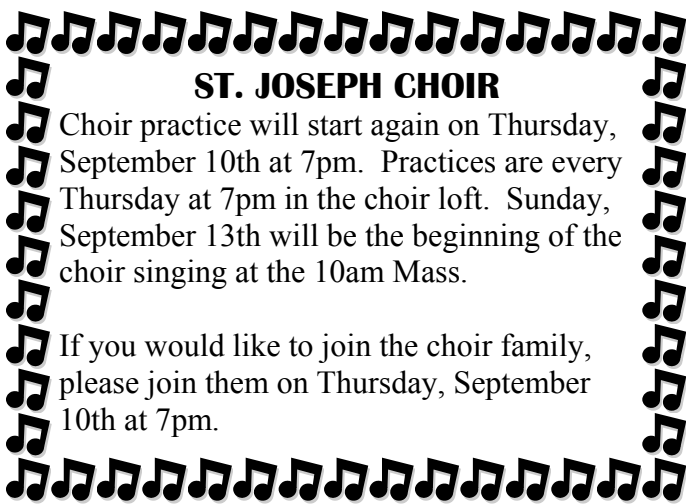 ST. JOSEPH CHOIR
Choir practice will start again on Thursday,
September 10th at 7pm.  Practices are every
Thursday at 7pm in the choir loft.  Sunday,
September 13th will be the beginning of the
choir singing at the 10am Mass.
If you would like to join the choir family,
please join them on Thursday, September
10th at 7pm.